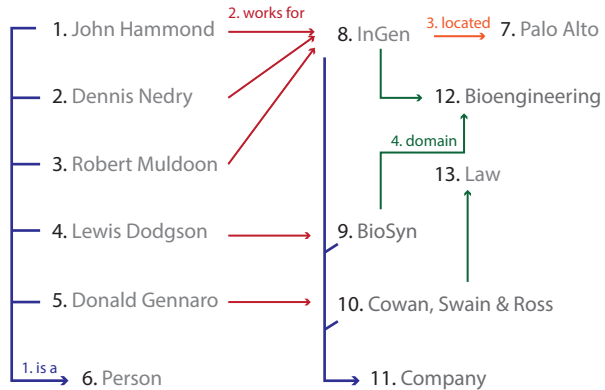 2. works for
1. John Hammond
8. InGen
3. located
7. Palo Alto
2. Dennis Nedry
12. Bioengineering
4. domain
3. Robert Muldoon
13. Law
4. Lewis Dodgson
9. BioSyn
5. Donald Gennaro
10. Cowan, Swain & Ross
1. is a
6. Person
11. Company